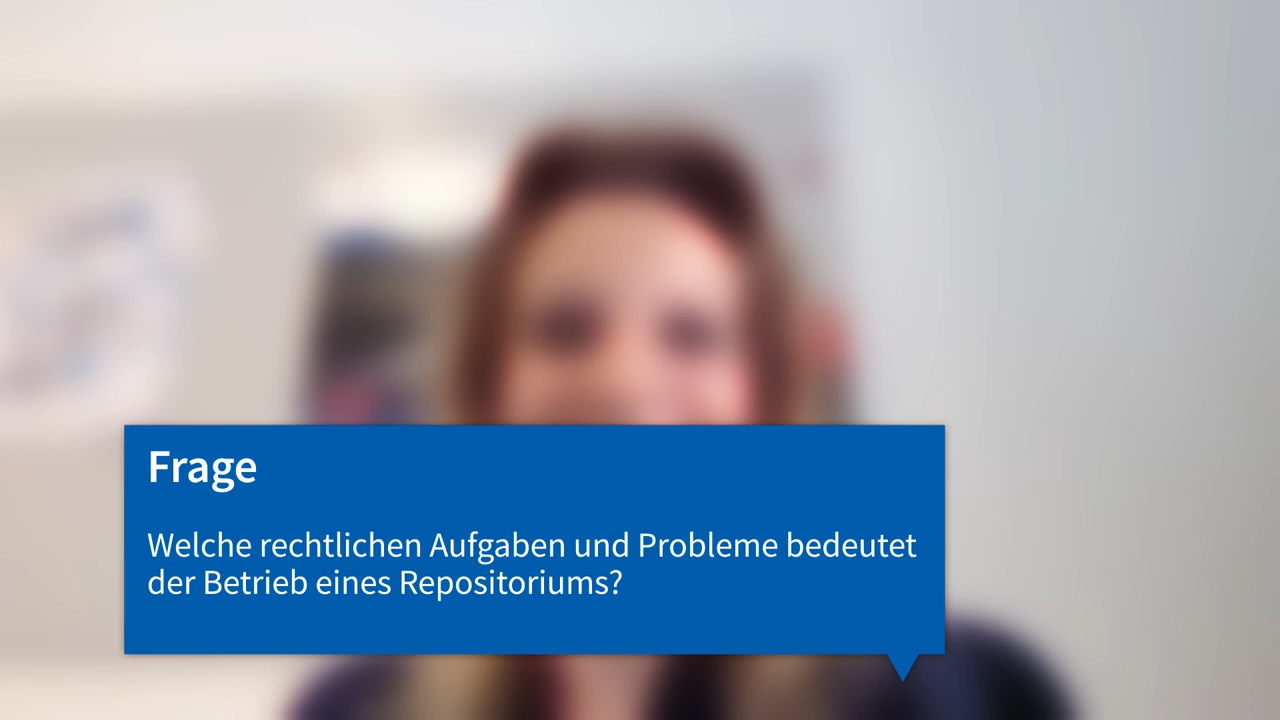 Frage
Welche rechtlichen Aufgaben und Probleme bedeutet
der Betrieb eines Repositoriums?